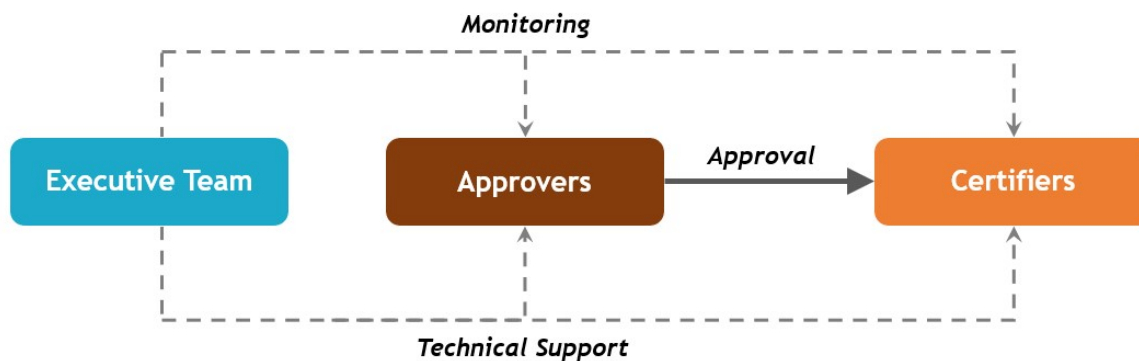 Monitoring
Executive Team
Approvers
Approval
Certifiers
Technical Support